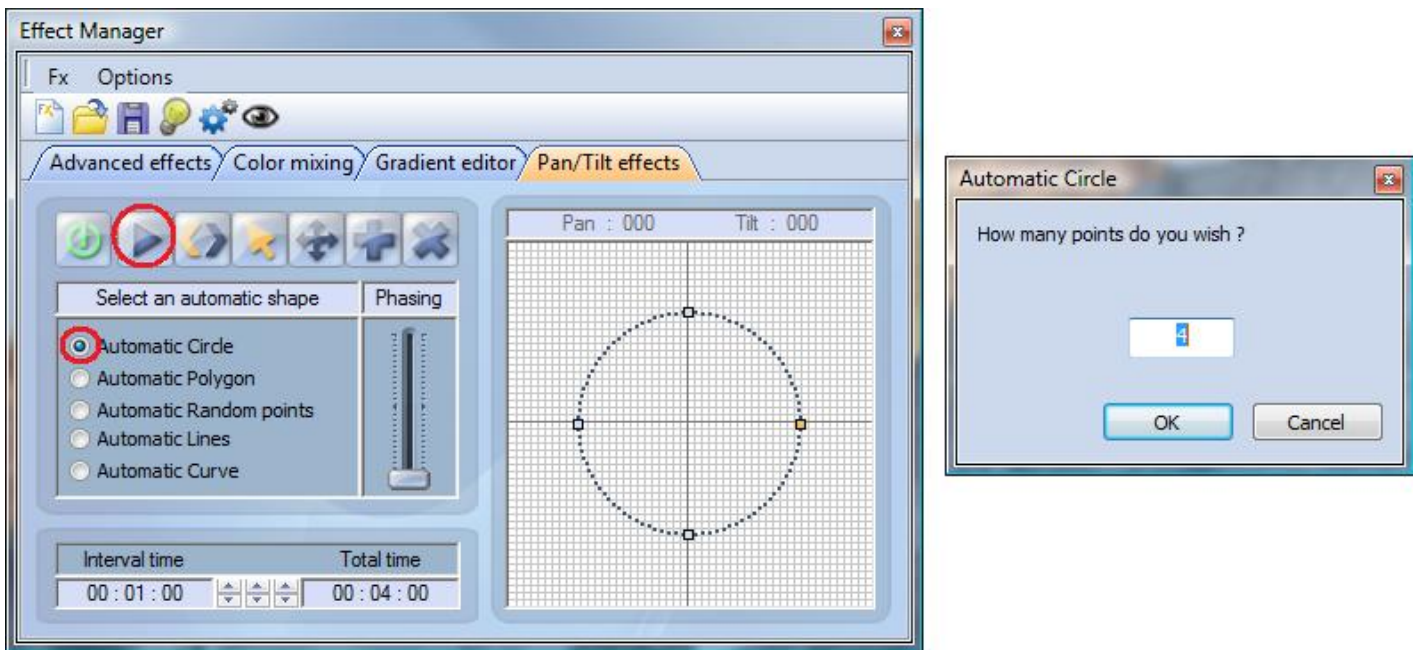 Effect Manager
Fx Options
FX
Advanced effects Color mixing Gradient editor Pan/Tilt effects
Pan : 000 Tilt : 000
Select an automatic shape Phasing
Automatic Circle
Automatic Polygon
Automatic Random points
Automatic Lines
Automatic Curve
Interval time Total time
00 : 01 : 00 00 : 04 : 00
Automatic Circle
How many points do you wish ?
4
OK Cancel